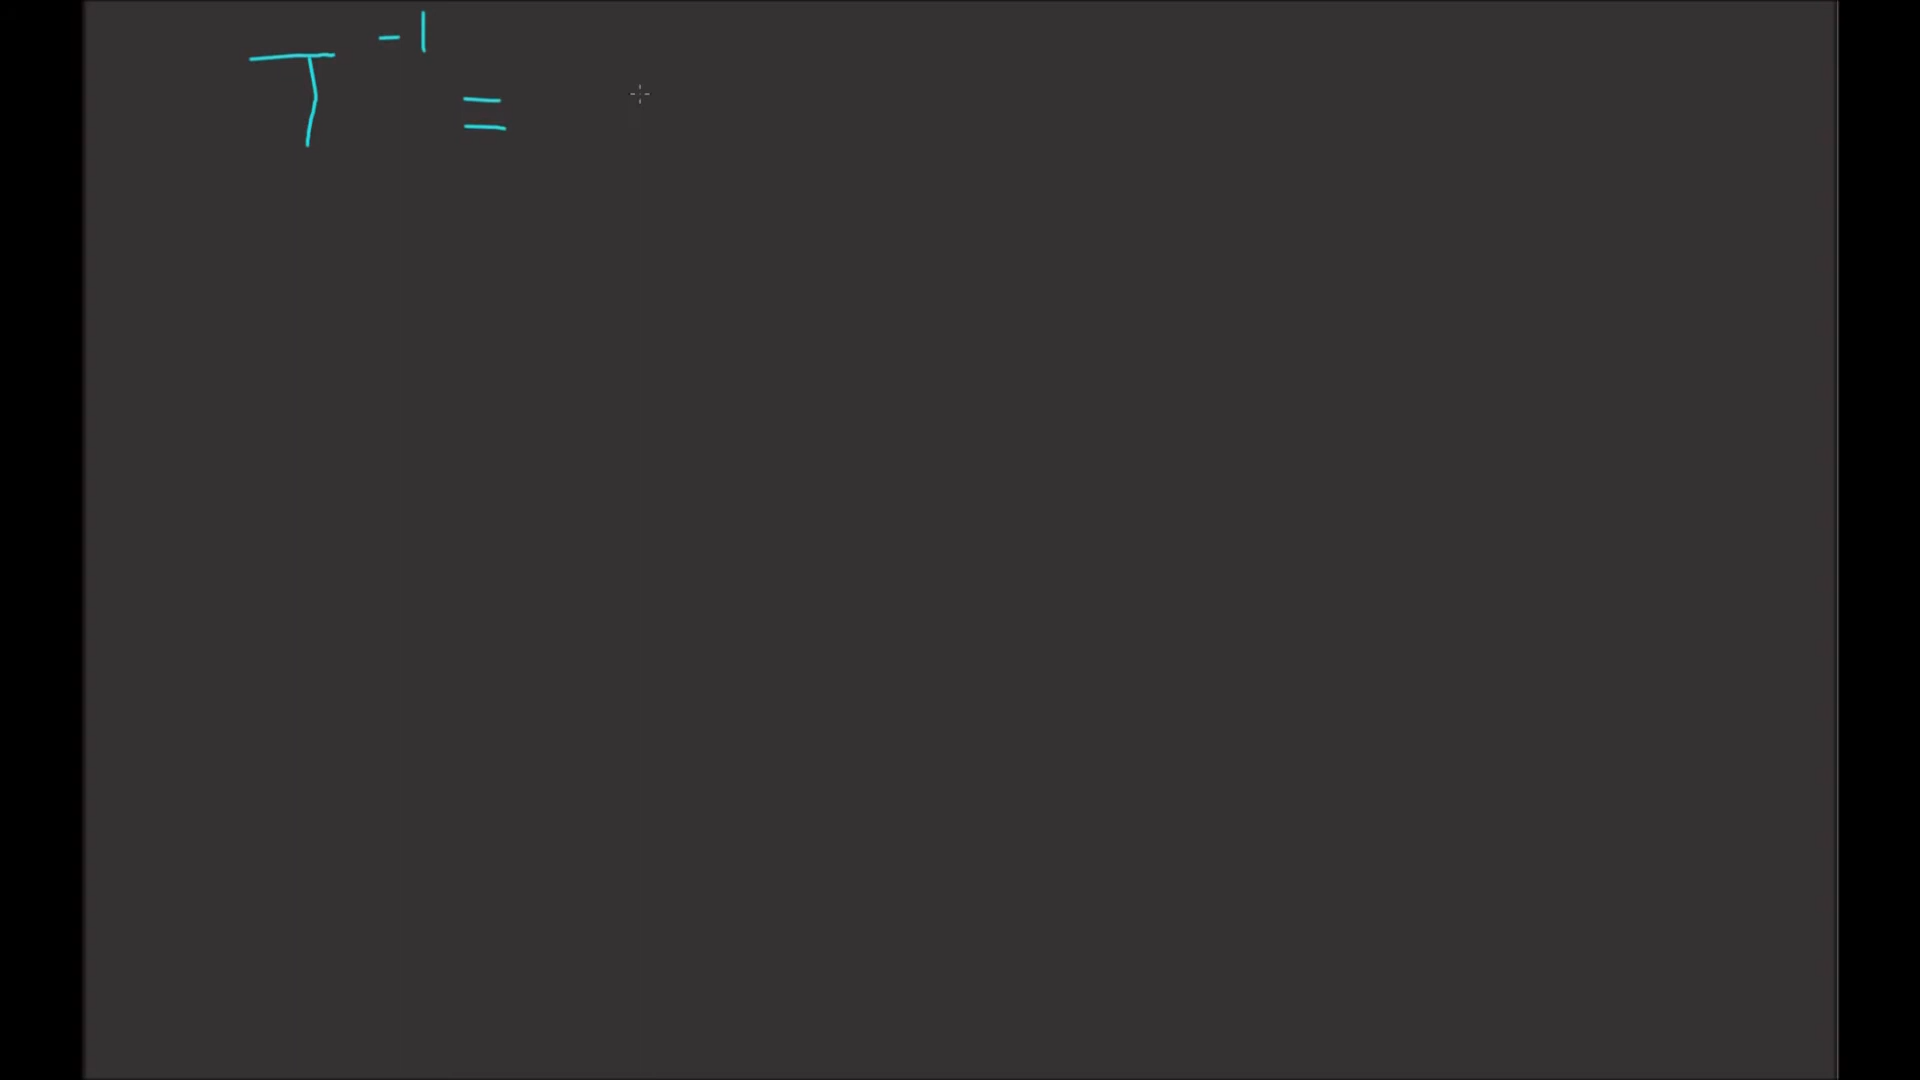 T⁻¹ =